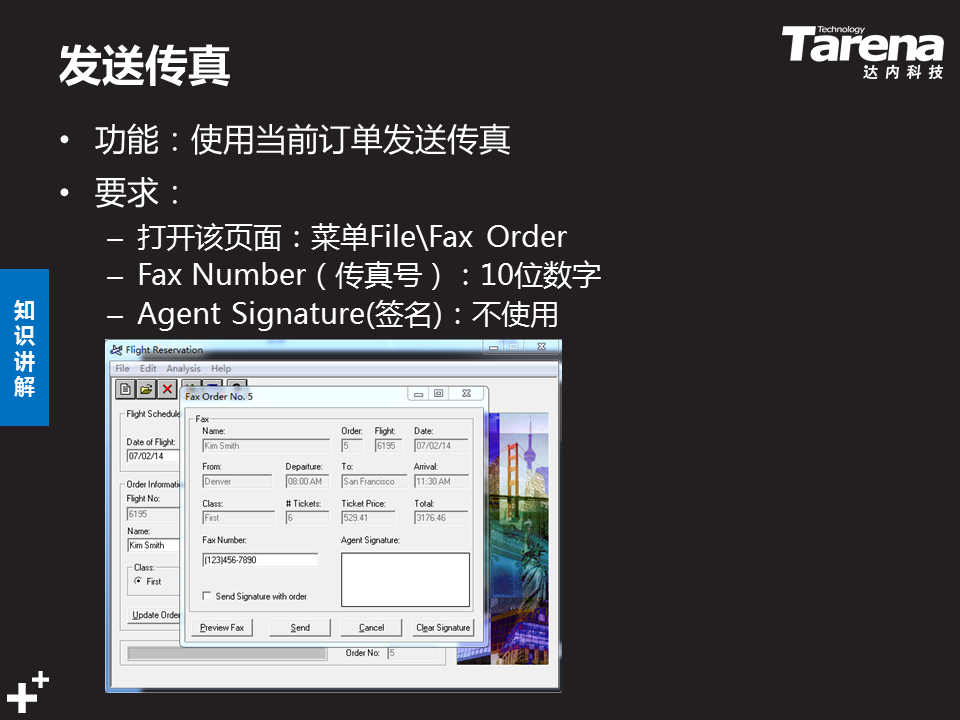 发送传真
Technology
Tarena
达内科技
• 功能：使用当前订单发送传真
• 要求：
– 打开该页面：菜单File\Fax Order
– Fax Number（传真号）：10位数字
– Agent Signature(签名)：不使用
知识讲解
Flight Reservation
File Edit Analysis Help
Fax Order No. 5
Flight Schedule
Date of Flight:
07/02/14
Order Informatio
Flight No:
6195
Name:
Kim Smith
Class:
First
Update Order
Fax
Name: Order: Flight: Date:
Kim Smith 5 6195 07/02/14
From: Departure: To: Arrival:
Denver 08:00 AM San Francisco 11:30 AM
Class: # Tickets: Ticket Price: Total:
First 6 529.41 3176.46
Fax Number: Agent Signature:
(123)456-7890
Send Signature with order
Preview Fax Send Cancel Clear Signature
Order No: 5